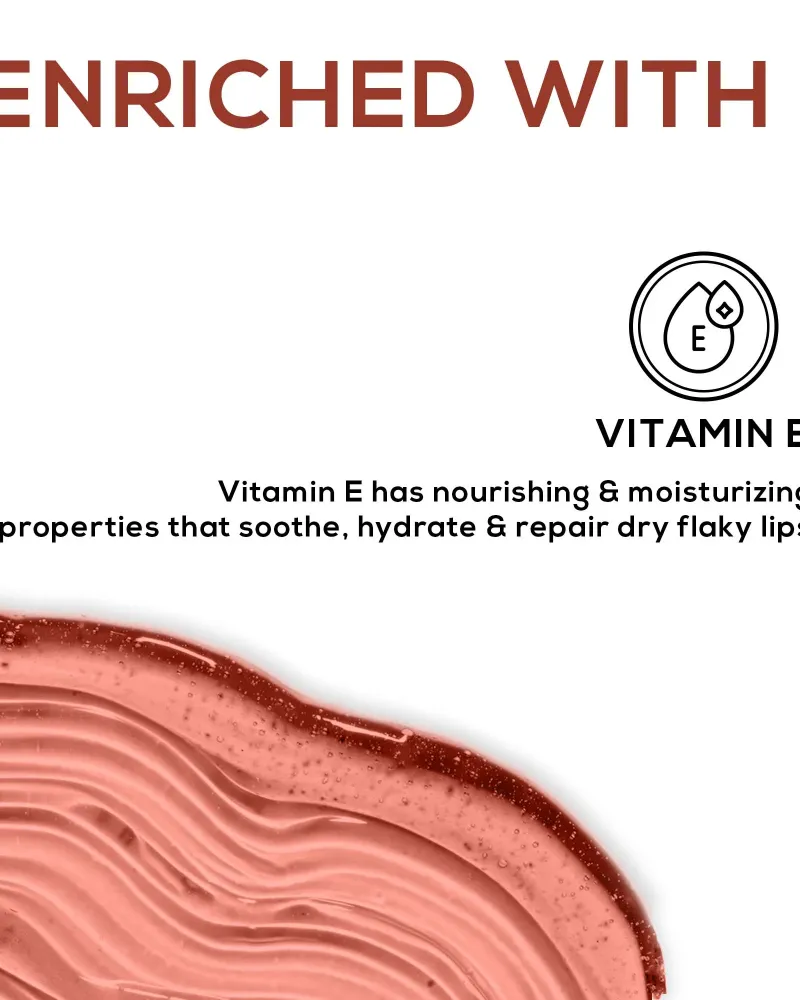 ENRICHED WITH
E
VITAMIN E
Vitamin E has nourishing & moisturizing
properties that soothe, hydrate & repair dry flaky lips